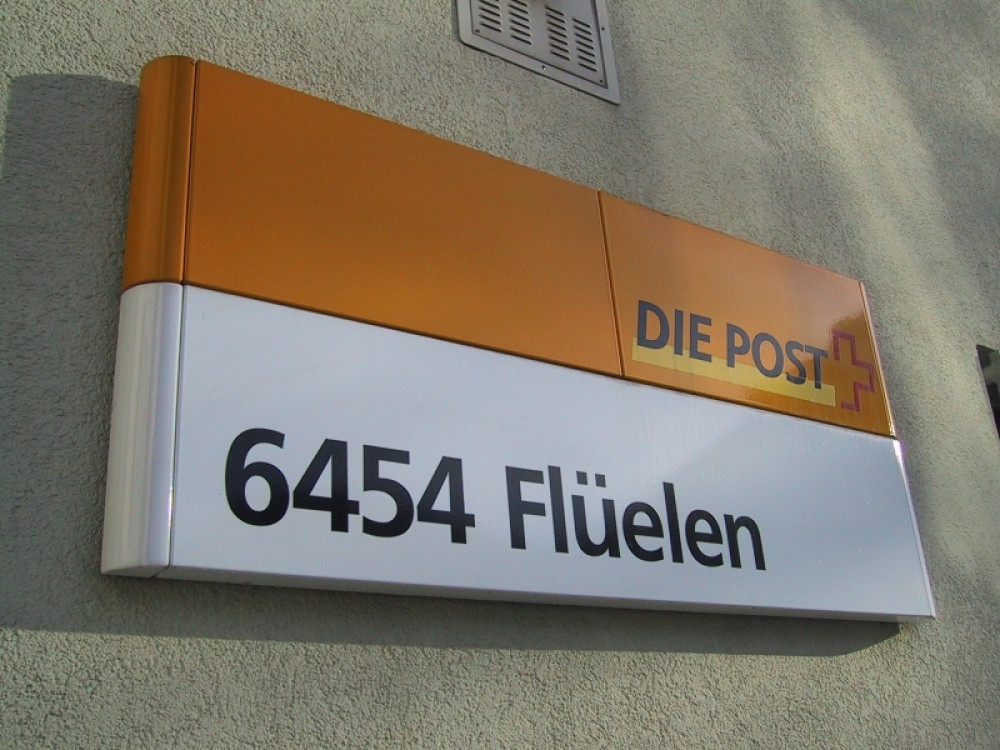 DIE POST
6454 Flüelen